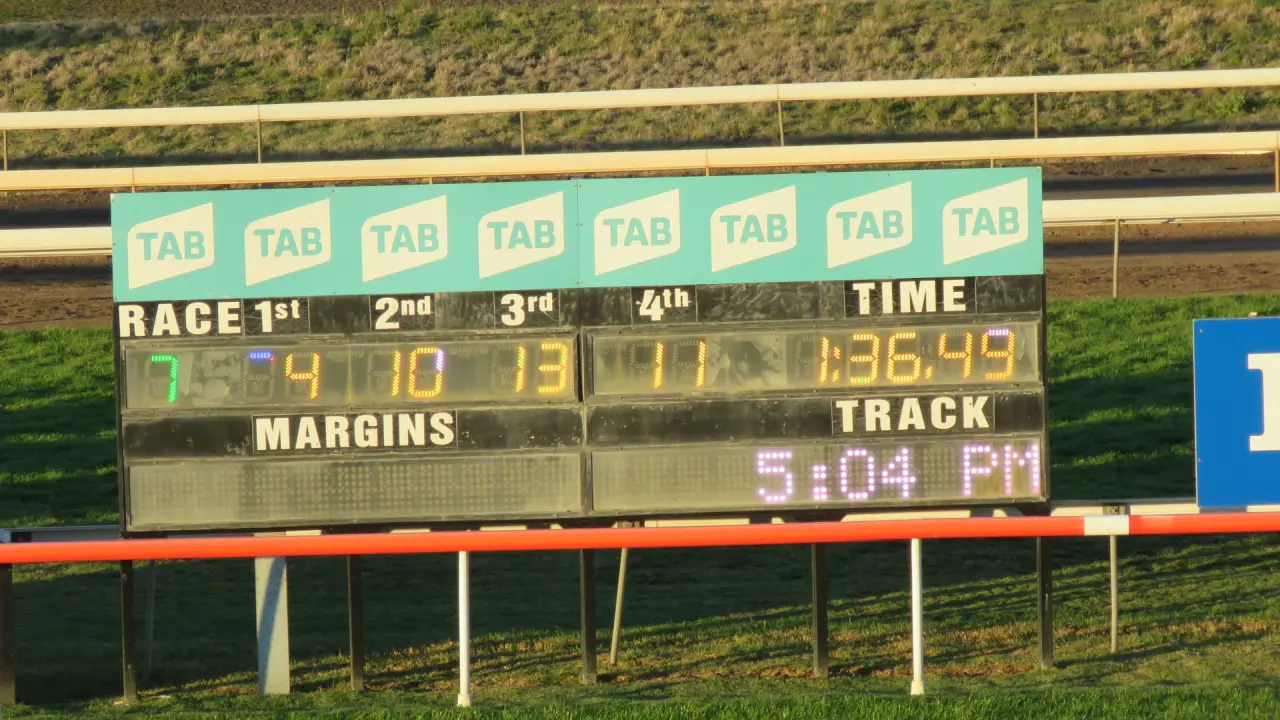 TAB TAB TAB TAB TAB TAB TAB TAB
RACE 1st 2nd 3rd 4th TIME
7 4 10 13 11 1:36.49
MARGINS TRACK
5:04 PM